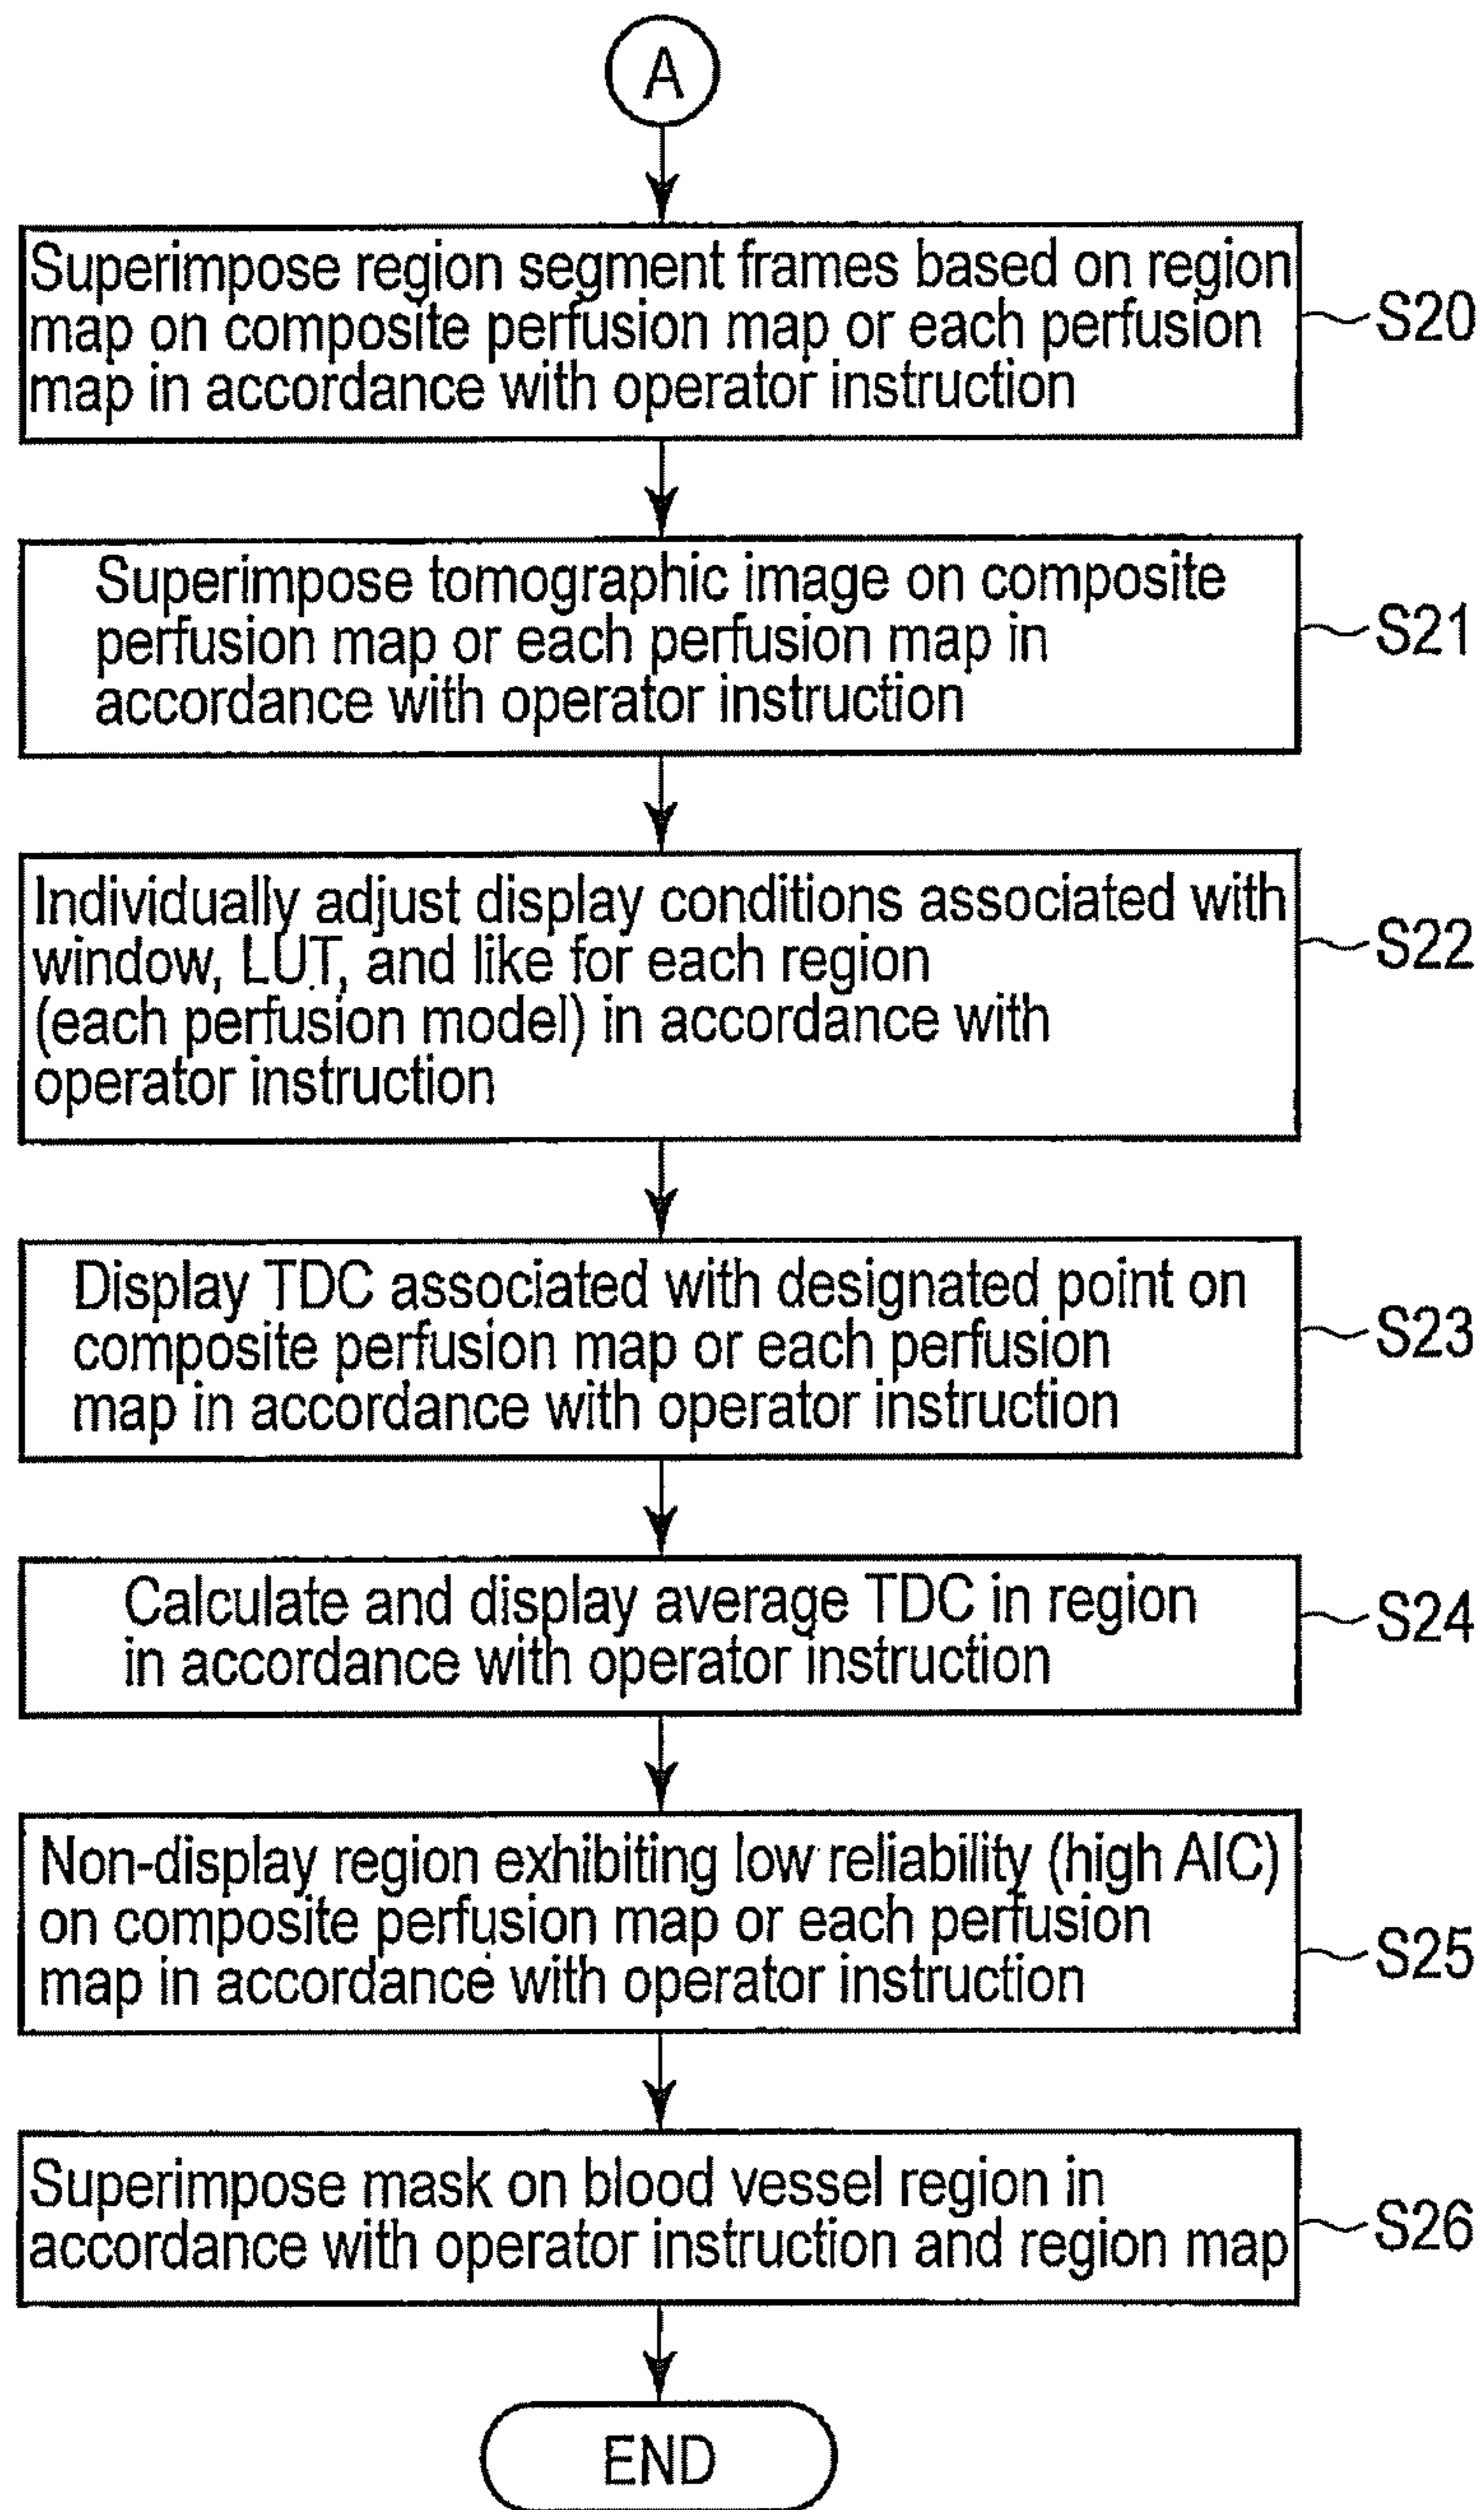 A
Superimpose region segment frames based on region
map on composite perfusion map or each perfusion
map in accordance with operator instruction
S20
Superimpose tomographic image on composite
perfusion map or each perfusion map in
accordance with operator instruction
S21
Individually adjust display conditions associated with
window, LUT, and like for each region
(each perfusion model) in accordance with
operator instruction
S22
Display TDC associated with designated point on
composite perfusion map or each perfusion
map in accordance with operator instruction
S23
Calculate and display average TDC in region
in accordance with operator instruction
S24
Non-display region exhibiting low reliability (high AIC)
on composite perfusion map or each perfusion
map in accordance with operator instruction
S25
Superimpose mask on blood vessel region in
accordance with operator instruction and region map
S26
END